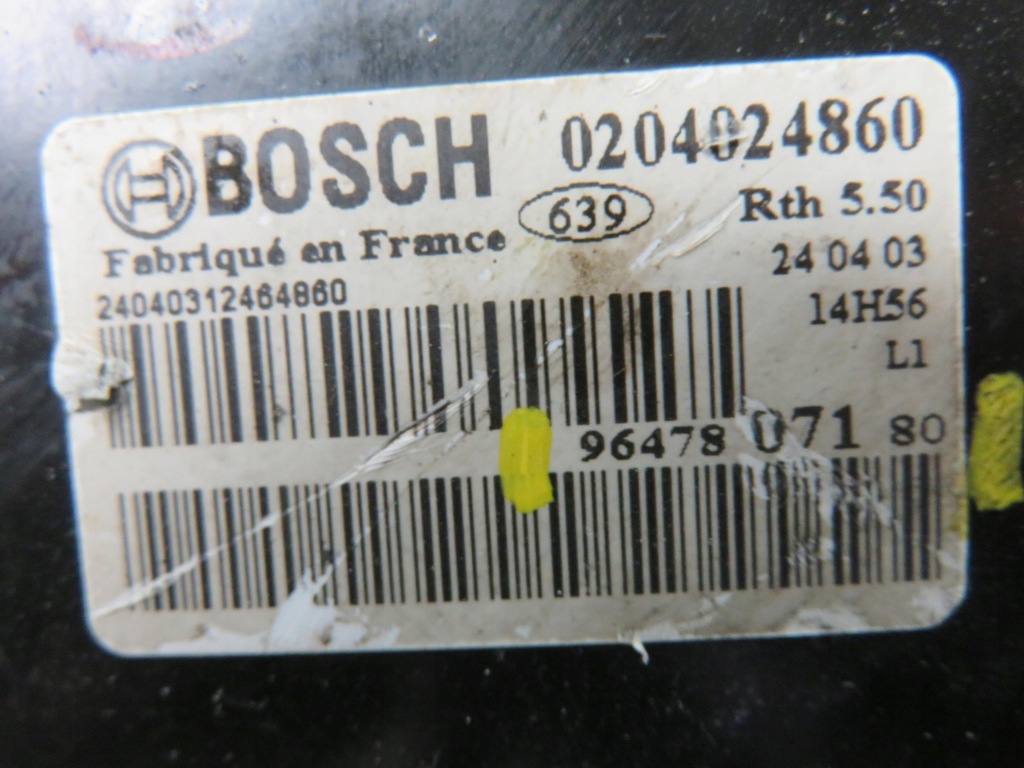 BOSCH 0204024860
639 Rth 5.50
Fabriqué en France 24 04 03
24040312464860 14H56
L1
96478 071 80